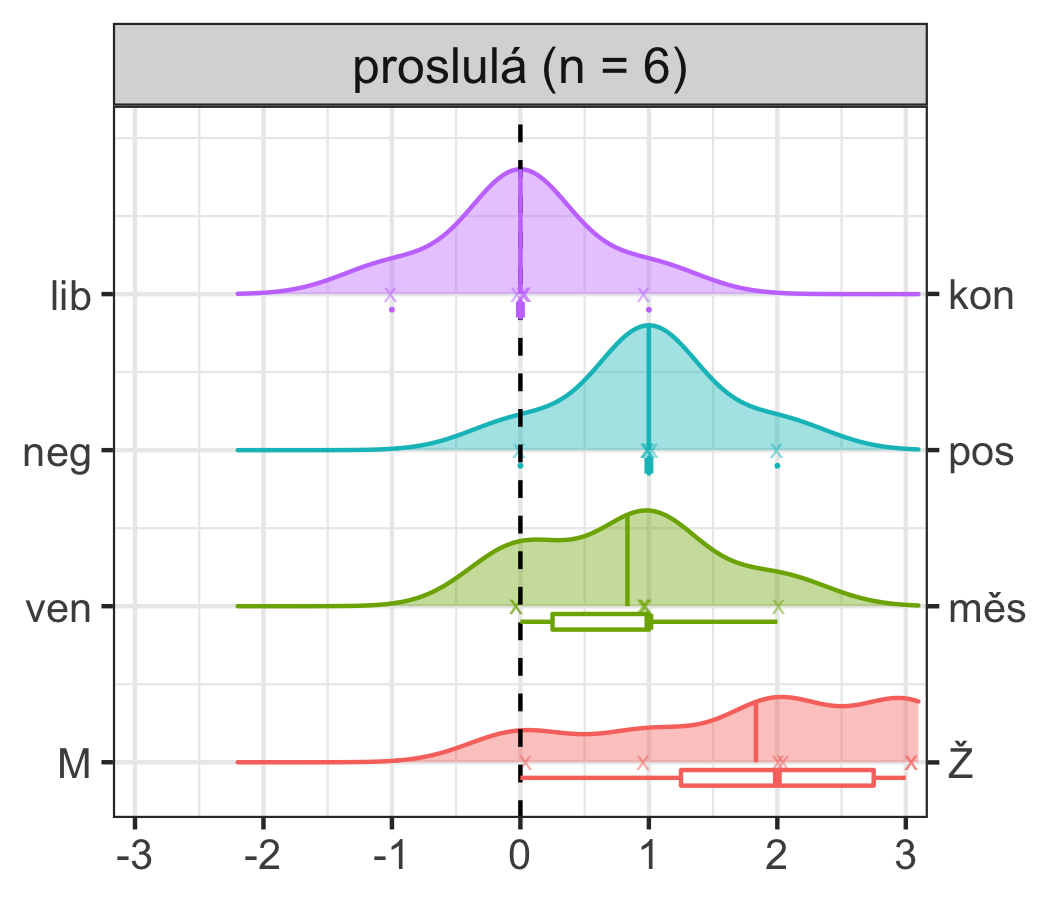 proslulá (n = 6)
lib kon
neg pos
ven měs
M Ž
-3 -2 -1 0 1 2 3